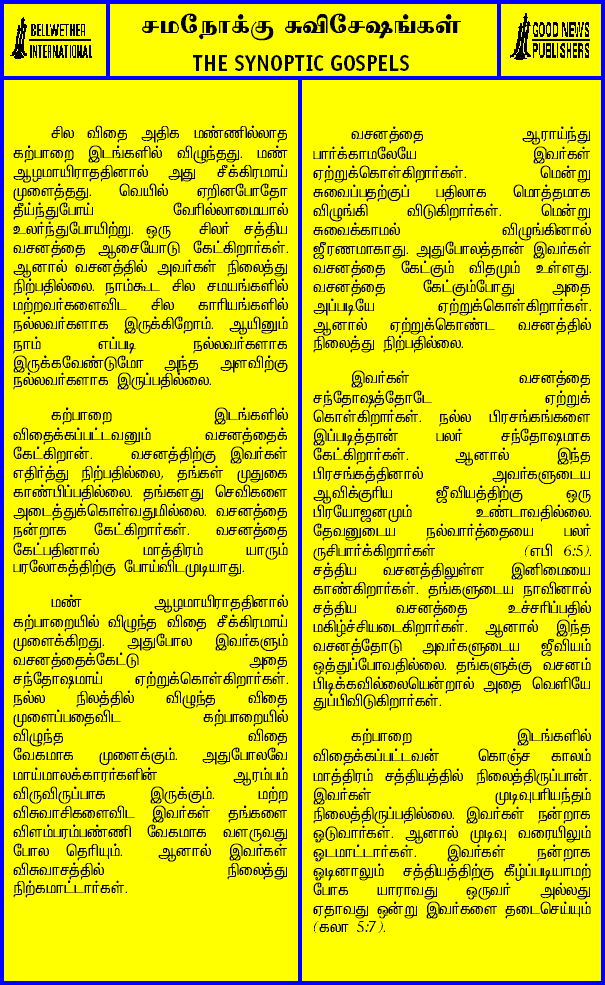 BELLWETHER
INTERNATIONAL
சமநோக்கு சுவிசேஷங்கள்
THE SYNOPTIC GOSPELS
GOOD NEWS
PUBLISHERS
சில விதை அதிக மண்ணில்லாத
கற்பாறை இடங்களில் விழுந்தது. மண்
ஆழமாயிராததினால் அது சீக்கிரமாய்
முளைத்தது. வெயில் ஏறினபோதோ
தீய்ந்துபோய் வேரில்லாமையால்
உலர்ந்துபோயிற்று. ஒரு சிலர் சத்திய
வசனத்தை ஆசையோடு கேட்கிறார்கள்.
ஆனால் வசனத்தில் அவர்கள் நிலைத்து
நிற்பதில்லை. நாம்கூட சில சமயங்களில்
மற்றவர்களைவிட சில காரியங்களில்
நல்லவர்களாக இருக்கிறோம். ஆயினும்
நாம் எப்படி நல்லவர்களாக
இருக்கவேண்டுமோ அந்த அளவிற்கு
நல்லவர்களாக இருப்பதில்லை.
கற்பாறை இடங்களில்
விதைக்கப்பட்டவனும் வசனத்தைக்
கேட்கிறான். வசனத்திற்கு இவர்கள்
எதிர்த்து நிற்பதில்லை, தங்கள் முதுகை
காண்பிப்பதில்லை. தங்களது செவிகளை
அடைத்துக்கொள்வதுமில்லை. வசனத்தை
நன்றாக கேட்கிறார்கள். வசனத்தை
கேட்பதினால் மாத்திரம் யாரும்
பரலோகத்திற்கு போய்விடமுடியாது.
மண் ஆழமாயிராததினால்
கற்பாறையில் விழுந்த விதை சீக்கிரமாய்
முளைக்கிறது. அதுபோல இவர்களும்
வசனத்தைக்கேட்டு அதை
சந்தோஷமாய் ஏற்றுக்கொள்கிறார்கள்.
நல்ல நிலத்தில் விழுந்த விதை
முளைப்பதைவிட கற்பாறையில்
விழுந்த விதை
வேகமாக முளைக்கும். அதுபோலவே
மாய்மாலக்காரர்களின் ஆரம்பம்
விருவிருப்பாக இருக்கும். மற்ற
விசுவாசிகளைவிட இவர்கள் தங்களை
விளம்பரம்பண்ணி வேகமாக வளருவது
போல தெரியும். ஆனால் இவர்கள்
விசுவாசத்தில் நிலைத்து
நிற்கமாட்டார்கள்.
வசனத்தை ஆராய்ந்து
பார்க்காமலேயே இவர்கள்
ஏற்றுக்கொள்கிறார்கள். மென்று
சுவைப்பதற்குப் பதிலாக மொத்தமாக
விழுங்கி விடுகிறார்கள். மென்று
சுவைக்காமல் விழுங்கினால்
ஜீரணமாகாது. அதுபோலத்தான் இவர்கள்
வசனத்தை கேட்கும் விதமும் உள்ளது.
வசனத்தை கேட்கும்போது அதை
அப்படியே ஏற்றுக்கொள்கிறார்கள்.
ஆனால் ஏற்றுக்கொண்ட வசனத்தில்
நிலைத்து நிற்பதில்லை.
இவர்கள் வசனத்தை
சந்தோஷத்தோடே ஏற்றுக்
கொள்கிறார்கள். நல்ல பிரசங்கங்களை
இப்படித்தான் பலர் சந்தோஷமாக
கேட்கிறார்கள். ஆனால் இந்த
பிரசங்கத்தினால் அவர்களுடைய
ஆவிக்குரிய ஜீவியத்திற்கு ஒரு
பிரயோஜனமும் உண்டாவதில்லை.
தேவனுடைய நல்வார்த்தையை பலர்
ருசிபார்க்கிறார்கள் (எபி 6:5).
சத்திய வசனத்திலுள்ள இனிமையை
காண்கிறார்கள். தங்களுடைய நாவினால்
சத்திய வசனத்தை உச்சரிப்பதில்
மகிழ்ச்சியடைகிறார்கள். ஆனால் இந்த
வசனத்தோடு அவர்களுடைய ஜீவியம்
ஒத்துப்போவதில்லை. தங்களுக்கு வசனம்
பிடிக்கவில்லையென்றால் அதை வெளியே
துப்பிவிடுகிறார்கள்.
கற்பாறை இடங்களில்
விதைக்கப்பட்டவன் கொஞ்ச காலம்
மாத்திரம் சத்தியத்தில் நிலைத்திருப்பான்.
இவர்கள் முடிவுபரியந்தம்
நிலைத்திருப்பதில்லை. இவர்கள் நன்றாக
ஓடுவார்கள். ஆனால் முடிவு வரையிலும்
ஓடமாட்டார்கள். இவர்கள் நன்றாக
ஓடினாலும் சத்தியத்திற்கு கீழ்ப்படியாமற்
போக யாராவது ஒருவர் அல்லது
ஏதாவது ஒன்று இவர்களை தடைசெய்யும்
(கலா 5:7).